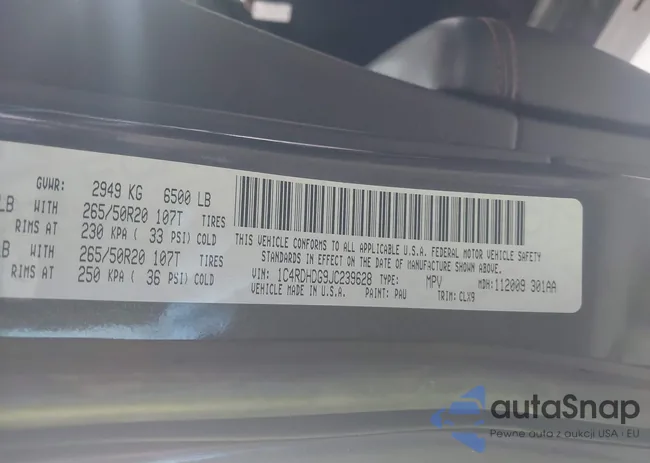 GVWR: 2949 KG 6500 LB
LB WITH 265/50R20 107T TIRES
RIMS AT 230 KPA ( 33 PSI) COLD
LB WITH 265/50R20 107T TIRES
RIMS AT 250 KPA ( 36 PSI) COLD
THIS VEHICLE CONFORMS TO ALL APPLICABLE U.S.A. FEDERAL MOTOR VEHICLE SAFETY
STANDARDS IN EFFECT ON THE DATE OF MANUFACTURE SHOWN ABOVE.
VIN: 1C4RDHDG9JC239628 TYPE: MPV MDH: 112009 301AA
VEHICLE MADE IN U.S.A. PAINT: PAU TRIM: CLX9
autoSnap
Pewne auta z aukcji USA i EU